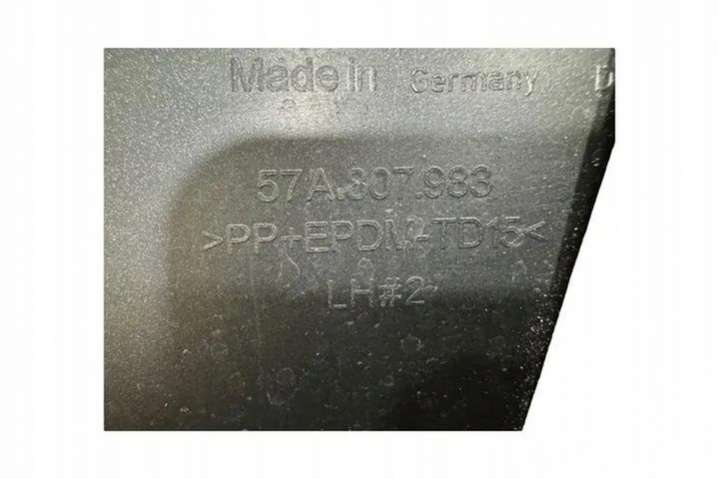 Made in Germany D
57A.807.983
>PP+EPDM-TD15<
LH#2